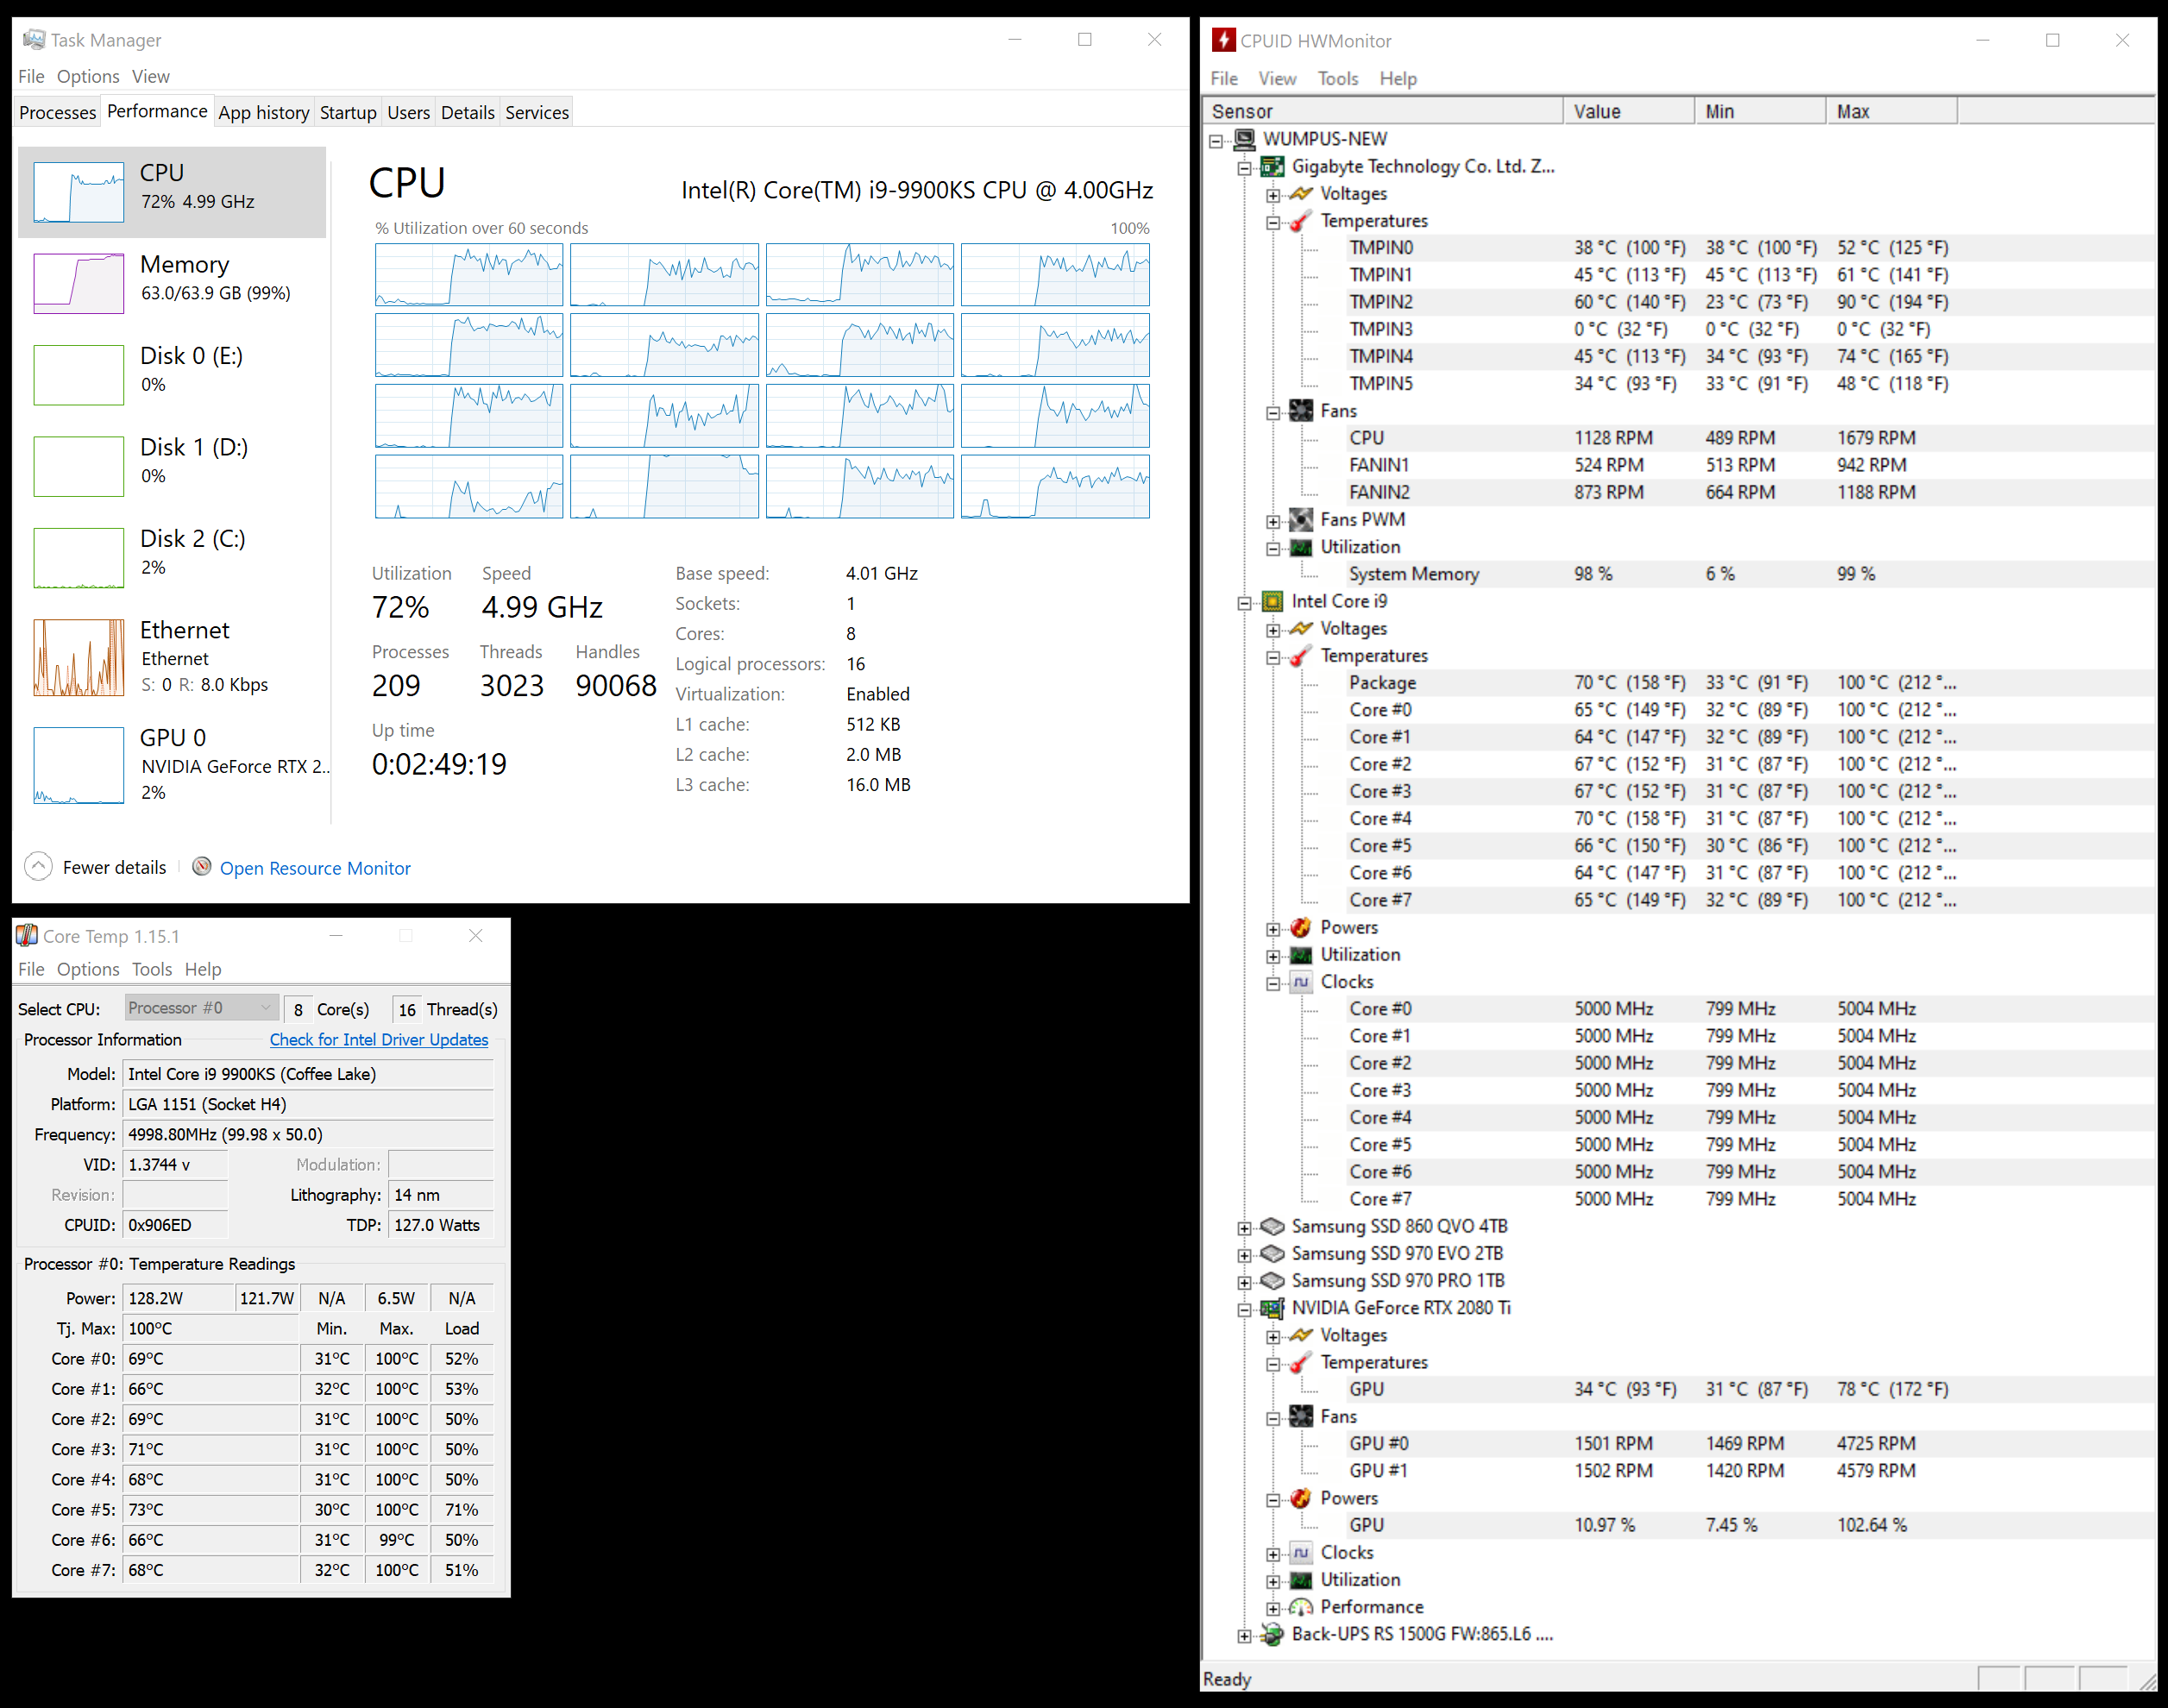 Task Manager
File Options View
Processes Performance App history Startup Users Details Services
CPU
72% 4.99 GHz
Memory
63.0/63.9 GB (99%)
Disk 0 (E:)
0%
Disk 1 (D:)
0%
Disk 2 (C:)
2%
Ethernet
Ethernet
S: 0 R: 8.0 Kbps
GPU 0
NVIDIA GeForce RTX 2...
2%
CPU Intel(R) Core(TM) i9-9900KS CPU @ 4.00GHz
% Utilization over 60 seconds 100%
Utilization Speed
72% 4.99 GHz
Processes Threads Handles
209 3023 90068
Up time
0:02:49:19
Base speed: 4.01 GHz
Sockets: 1
Cores: 8
Logical processors: 16
Virtualization: Enabled
L1 cache: 512 KB
L2 cache: 2.0 MB
L3 cache: 16.0 MB
Fewer details Open Resource Monitor
Core Temp 1.15.1
File Options Tools Help
Select CPU: Processor #0 8 Core(s) 16 Thread(s)
Processor Information Check for Intel Driver Updates
Model: Intel Core i9 9900KS (Coffee Lake)
Platform: LGA 1151 (Socket H4)
Frequency: 4998.80MHz (99.98 x 50.0)
VID: 1.3744 v Modulation:
Revision: Lithography: 14 nm
CPUID: 0x906ED TDP: 127.0 Watts
Processor #0: Temperature Readings
Power: 128.2W 121.7W N/A 6.5W N/A
Tj. Max: 100°C Min. Max. Load
Core #0: 69°C 31°C 100°C 52%
Core #1: 66°C 32°C 100°C 53%
Core #2: 69°C 31°C 100°C 50%
Core #3: 71°C 31°C 100°C 50%
Core #4: 68°C 31°C 100°C 50%
Core #5: 73°C 30°C 100°C 71%
Core #6: 66°C 31°C 99°C 50%
Core #7: 68°C 32°C 100°C 51%
CPUID HWMonitor
File View Tools Help
Sensor Value Min Max
WUMPUS-NEW
Gigabyte Technology Co. Ltd. Z...
Voltages
Temperatures
TMPIN0 38 °C (100 °F) 38 °C (100 °F) 52 °C (125 °F)
TMPIN1 45 °C (113 °F) 45 °C (113 °F) 61 °C (141 °F)
TMPIN2 60 °C (140 °F) 23 °C (73 °F) 90 °C (194 °F)
TMPIN3 0 °C (32 °F) 0 °C (32 °F) 0 °C (32 °F)
TMPIN4 45 °C (113 °F) 34 °C (93 °F) 74 °C (165 °F)
TMPIN5 34 °C (93 °F) 33 °C (91 °F) 48 °C (118 °F)
Fans
CPU 1128 RPM 489 RPM 1679 RPM
FANIN1 524 RPM 513 RPM 942 RPM
FANIN2 873 RPM 664 RPM 1188 RPM
Fans PWM
Utilization
System Memory 98 % 6 % 99 %
Intel Core i9
Voltages
Temperatures
Package 70 °C (158 °F) 33 °C (91 °F) 100 °C (212 °...
Core #0 65 °C (149 °F) 32 °C (89 °F) 100 °C (212 °...
Core #1 64 °C (147 °F) 32 °C (89 °F) 100 °C (212 °...
Core #2 67 °C (152 °F) 31 °C (87 °F) 100 °C (212 °...
Core #3 67 °C (152 °F) 31 °C (87 °F) 100 °C (212 °...
Core #4 70 °C (158 °F) 31 °C (87 °F) 100 °C (212 °...
Core #5 66 °C (150 °F) 30 °C (86 °F) 100 °C (212 °...
Core #6 64 °C (147 °F) 31 °C (87 °F) 100 °C (212 °...
Core #7 65 °C (149 °F) 32 °C (89 °F) 100 °C (212 °...
Powers
Utilization
Clocks
Core #0 5000 MHz 799 MHz 5004 MHz
Core #1 5000 MHz 799 MHz 5004 MHz
Core #2 5000 MHz 799 MHz 5004 MHz
Core #3 5000 MHz 799 MHz 5004 MHz
Core #4 5000 MHz 799 MHz 5004 MHz
Core #5 5000 MHz 799 MHz 5004 MHz
Core #6 5000 MHz 799 MHz 5004 MHz
Core #7 5000 MHz 799 MHz 5004 MHz
Samsung SSD 860 QVO 4TB
Samsung SSD 970 EVO 2TB
Samsung SSD 970 PRO 1TB
NVIDIA GeForce RTX 2080 Ti
Voltages
Temperatures
GPU 34 °C (93 °F) 31 °C (87 °F) 78 °C (172 °F)
Fans
GPU #0 1501 RPM 1469 RPM 4725 RPM
GPU #1 1502 RPM 1420 RPM 4579 RPM
Powers
GPU 10.97 % 7.45 % 102.64 %
Clocks
Utilization
Performance
Back-UPS RS 1500G FW:865.L6 ....
Ready